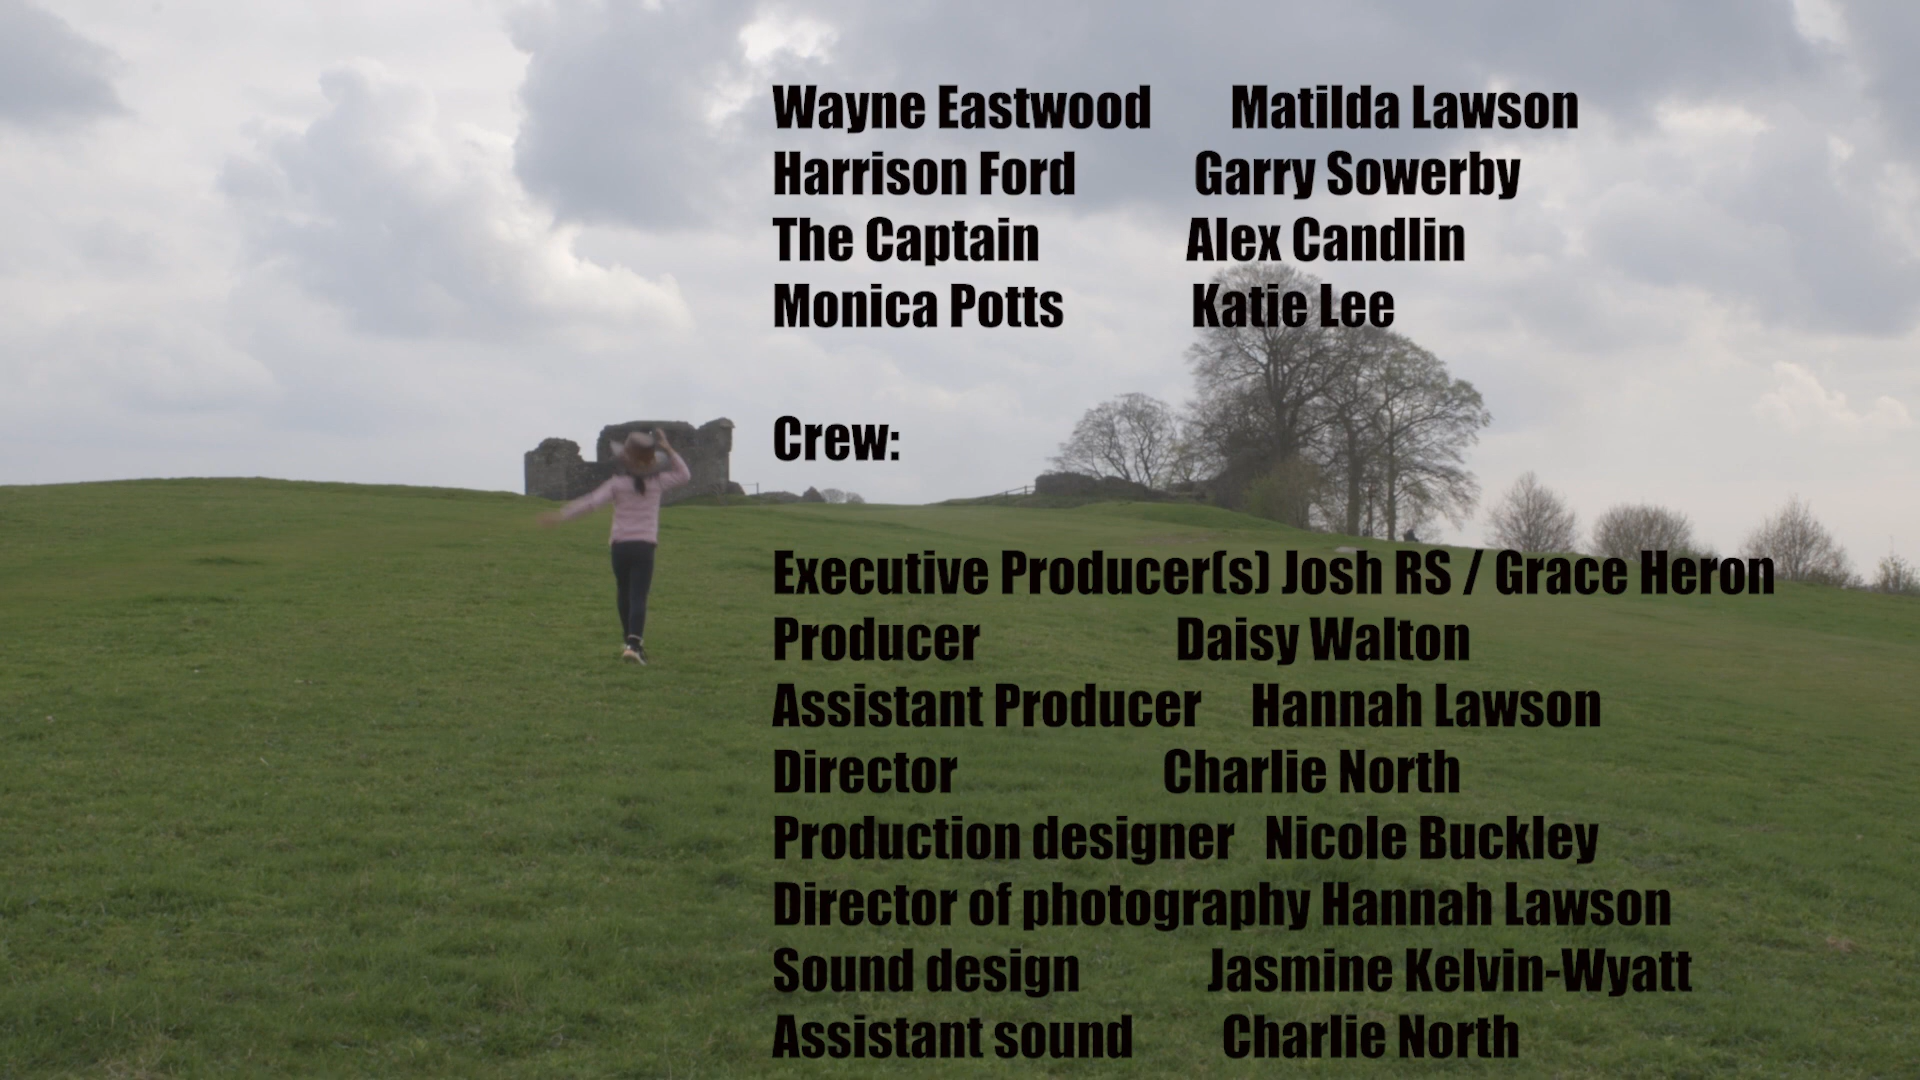 Wayne Eastwood Matilda Lawson
Harrison Ford Garry Sowerby
The Captain Alex Candlin
Monica Potts Katie Lee
Crew:
Executive Producer(s) Josh RS / Grace Heron
Producer Daisy Walton
Assistant Producer Hannah Lawson
Director Charlie North
Production designer Nicole Buckley
Director of photography Hannah Lawson
Sound design Jasmine Kelvin-Wyatt
Assistant sound Charlie North